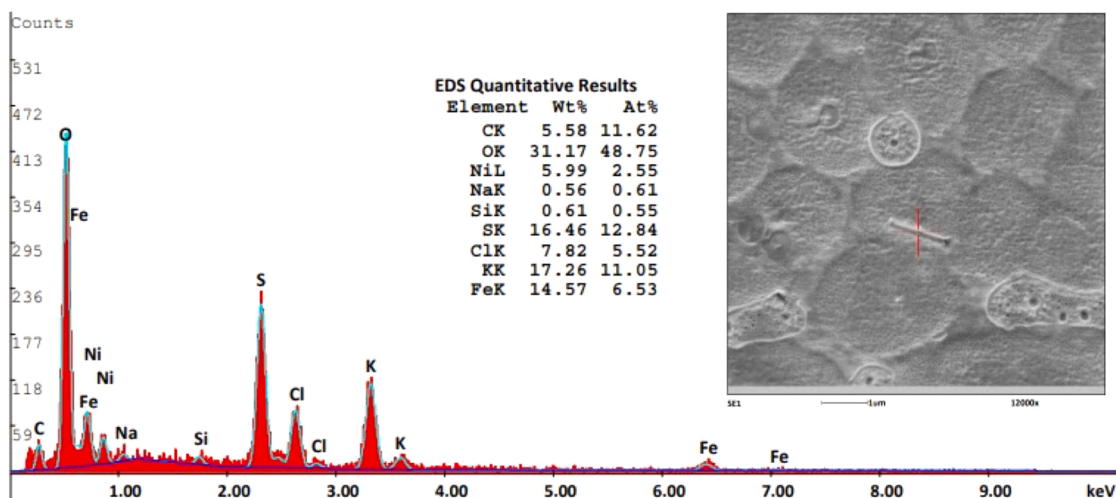 Counts
531
472
413
354
295
236
177
118
59
O
Fe
Ni
Ni
Fe
C
Na
Si
S
Cl
Cl
K
K
Fe
Fe
1.00 2.00 3.00 4.00 5.00 6.00 7.00 8.00 9.00 keV
EDS Quantitative Results
Element Wt% At%
CK 5.58 11.62
OK 31.17 48.75
NiL 5.99 2.55
NaK 0.56 0.61
SiK 0.61 0.55
SK 16.46 12.84
ClK 7.82 5.52
KK 17.26 11.05
FeK 14.57 6.53
SE1 1um 12000x